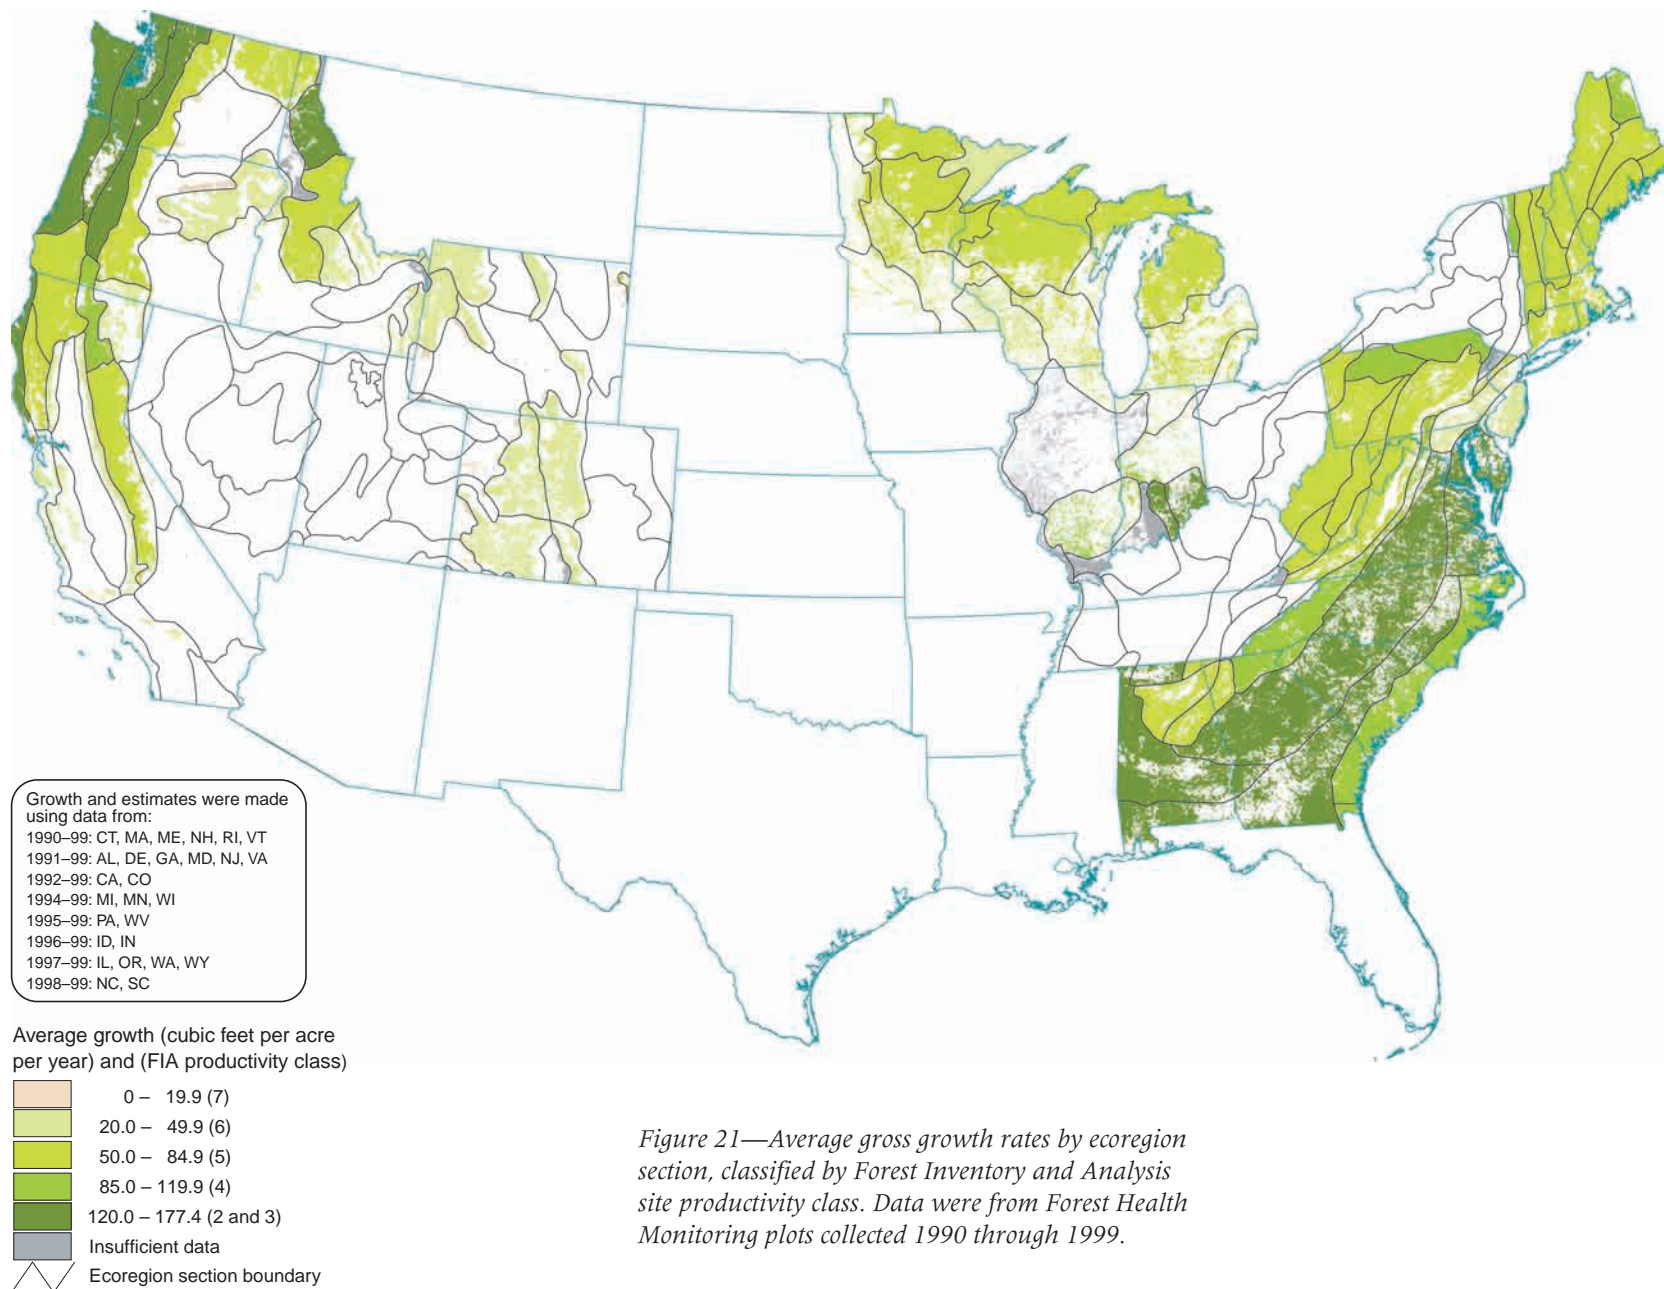 Growth and estimates were made
using data from:
1990–99: CT, MA, ME, NH, RI, VT
1991–99: AL, DE, GA, MD, NJ, VA
1992–99: CA, CO
1994–99: MI, MN, WI
1995–99: PA, WV
1996–99: ID, IN
1997–99: IL, OR, WA, WY
1998–99: NC, SC
Average growth (cubic feet per acre
per year) and (FIA productivity class)
0 – 19.9 (7)
20.0 – 49.9 (6)
50.0 – 84.9 (5)
85.0 – 119.9 (4)
120.0 – 177.4 (2 and 3)
Insufficient data
Ecoregion section boundary
Figure 21—Average gross growth rates by ecoregion
section, classified by Forest Inventory and Analysis
site productivity class. Data were from Forest Health
Monitoring plots collected 1990 through 1999.